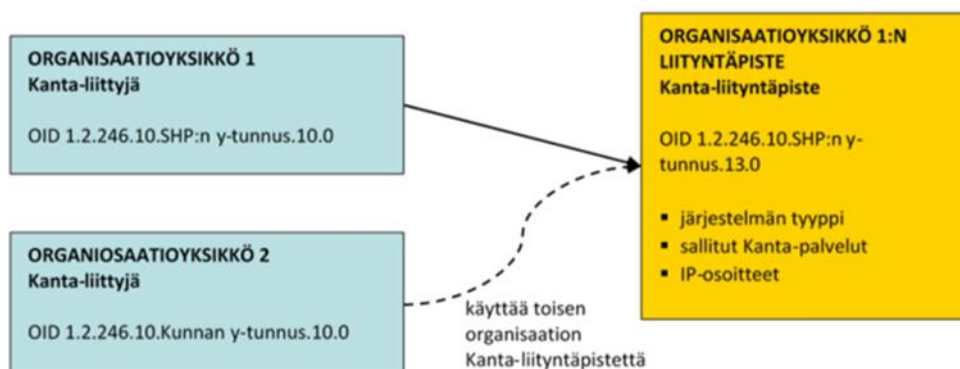 ORGANISAATIOYKSIKKÖ 1
Kanta-liittyjä
OID 1.2.246.10.SHP:n y-tunnus.10.0
ORGANIOSAATIOYKSIKKÖ 2
Kanta-liittyjä
OID 1.2.246.10.Kunnan y-tunnus.10.0
käyttää toisen
organisaation
Kanta-liityntäpistettä
ORGANISAATIOYKSIKKÖ 1:N
LIITYNTÄPISTE
Kanta-liityntäpiste
OID 1.2.246.10.SHP:n y-
tunnus.13.0
▪ järjestelmän tyyppi
▪ sallitut Kanta-palvelut
▪ IP-osoitteet